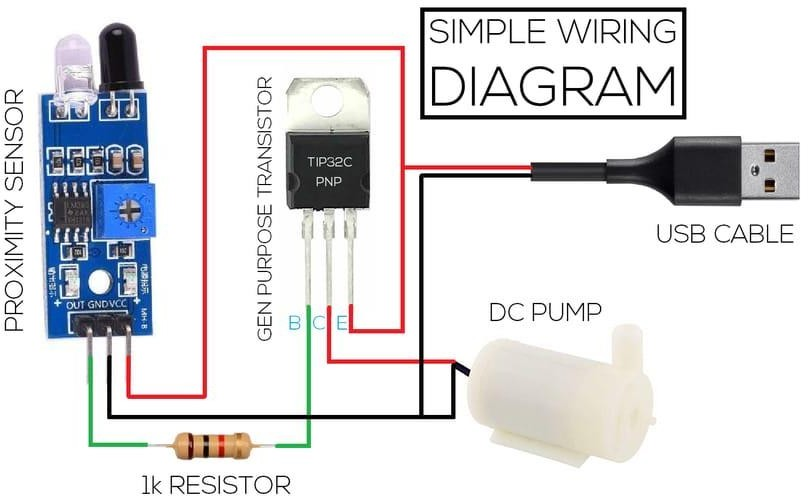 SIMPLE WIRING
DIAGRAM
PROXIMITY SENSOR
GEN PURPOSE TRANSISTOR
TIP32C
PNP
USB CABLE
OUT GND VCC
MH-B
B C E
DC PUMP
1k RESISTOR